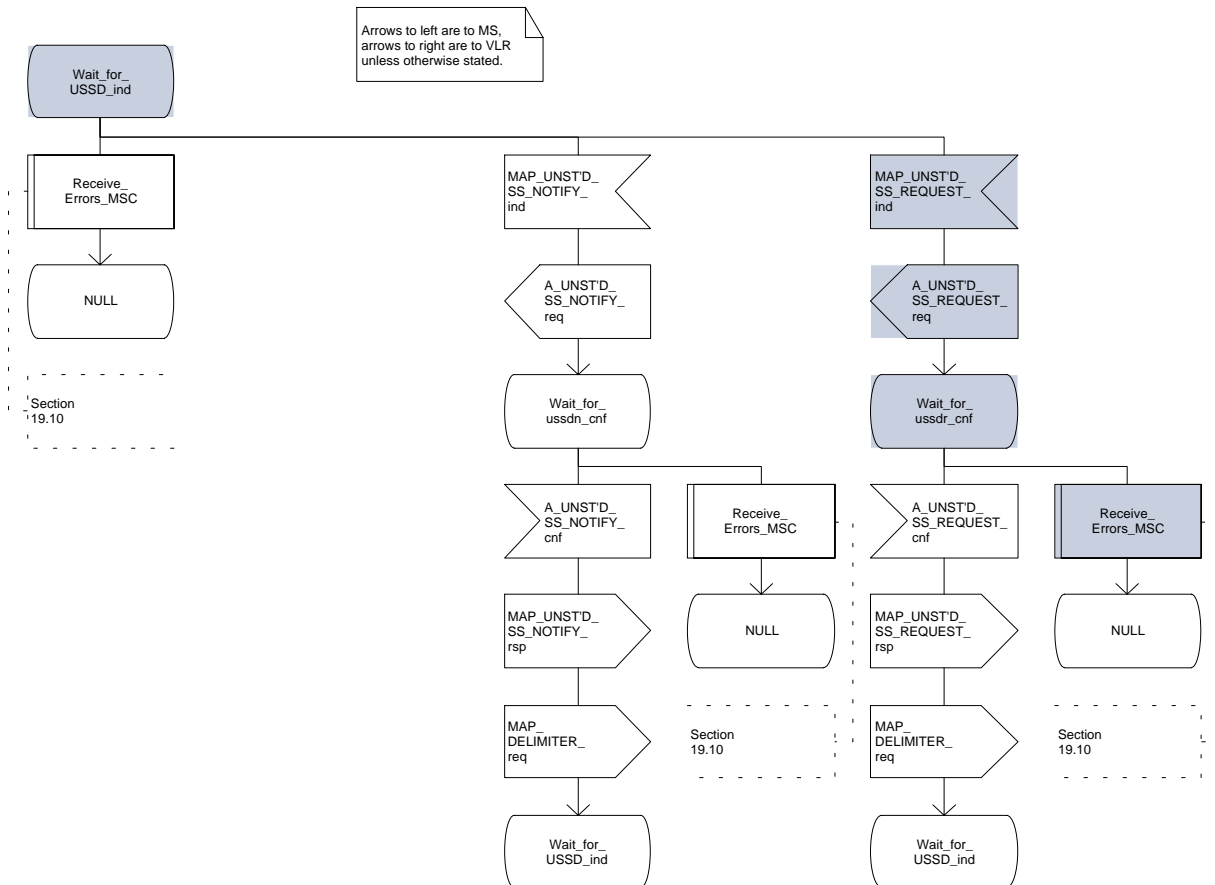 Arrows to left are to MS,
arrows to right are to VLR
unless otherwise stated.
Wait_for_
USSD_ind
Receive_
Errors_MSC
MAP_UNST'D_
SS_NOTIFY_
ind
MAP_UNST'D_
SS_REQUEST_
ind
NULL
A_UNST'D_
SS_NOTIFY_
req
A_UNST'D_
SS_REQUEST_
req
Section
19.10
Wait_for_
ussdn_cnf
Wait_for_
ussdr_cnf
A_UNST'D_
SS_NOTIFY_
cnf
Receive_
Errors_MSC
A_UNST'D_
SS_REQUEST_
cnf
Receive_
Errors_MSC
MAP_UNST'D_
SS_NOTIFY_
rsp
NULL
MAP_UNST'D_
SS_REQUEST_
rsp
NULL
MAP_
DELIMITER_
req
Section
19.10
MAP_
DELIMITER_
req
Section
19.10
Wait_for_
USSD_ind
Wait_for_
USSD_ind